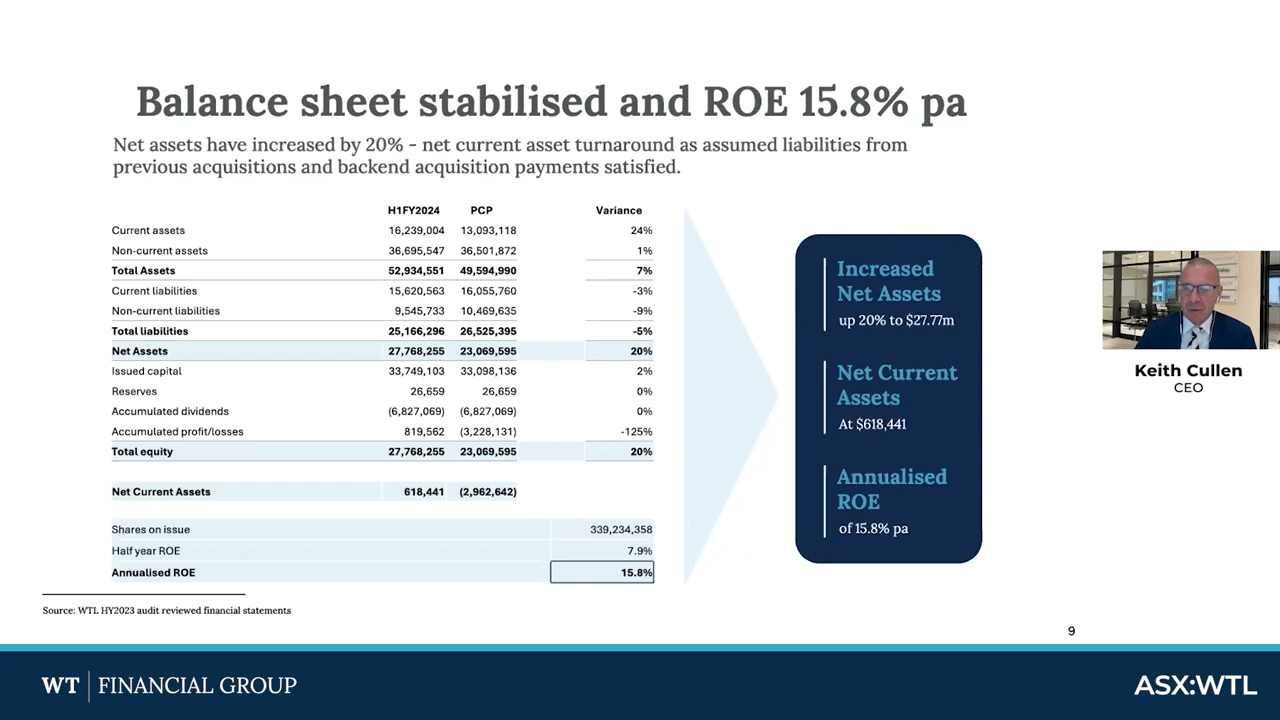 Balance sheet stabilised and ROE 15.8% pa
Net assets have increased by 20% - net current asset turnaround as assumed liabilities from
previous acquisitions and backend acquisition payments satisfied.
H1FY2024 PCP Variance
Current assets 16,239,004 13,093,118 24%
Non-current assets 36,695,547 36,501,872 1%
Total Assets 52,934,551 49,594,990 7%
Current liabilities 15,620,563 16,055,760 -3%
Non-current liabilities 9,545,733 10,469,635 -9%
Total liabilities 25,166,296 26,525,395 -5%
Net Assets 27,768,255 23,069,595 20%
Issued capital 33,749,103 33,098,136 2%
Reserves 26,659 26,659 0%
Accumulated dividends (6,827,069) (6,827,069) 0%
Accumulated profit/losses 819,562 (3,228,131) -125%
Total equity 27,768,255 23,069,595 20%
Net Current Assets 618,441 (2,962,642)
Shares on issue 339,234,358
Half year ROE 7.9%
Annualised ROE 15.8%
Increased
Net Assets
up 20% to $27.77m
Net Current
Assets
At $618,441
Annualised
ROE
of 15.8% pa
Keith Cullen
CEO
Source: WTL HY2023 audit reviewed financial statements
9
WT FINANCIAL GROUP
ASX:WTL